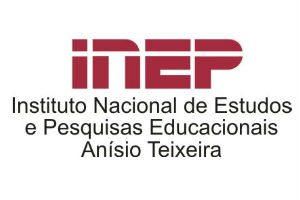 INEP
Instituto Nacional de Estudos
e Pesquisas Educacionais
Anísio Teixeira